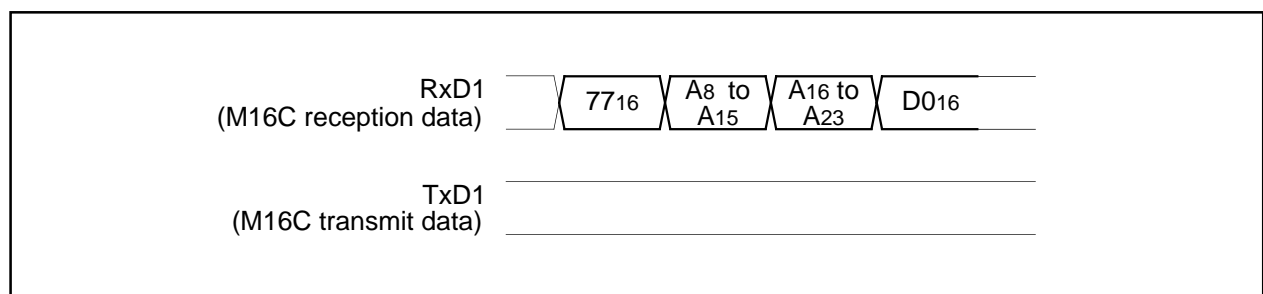 RxD1
(M16C reception data)
7716
A8 to
A15
A16 to
A23
D016
TxD1
(M16C transmit data)